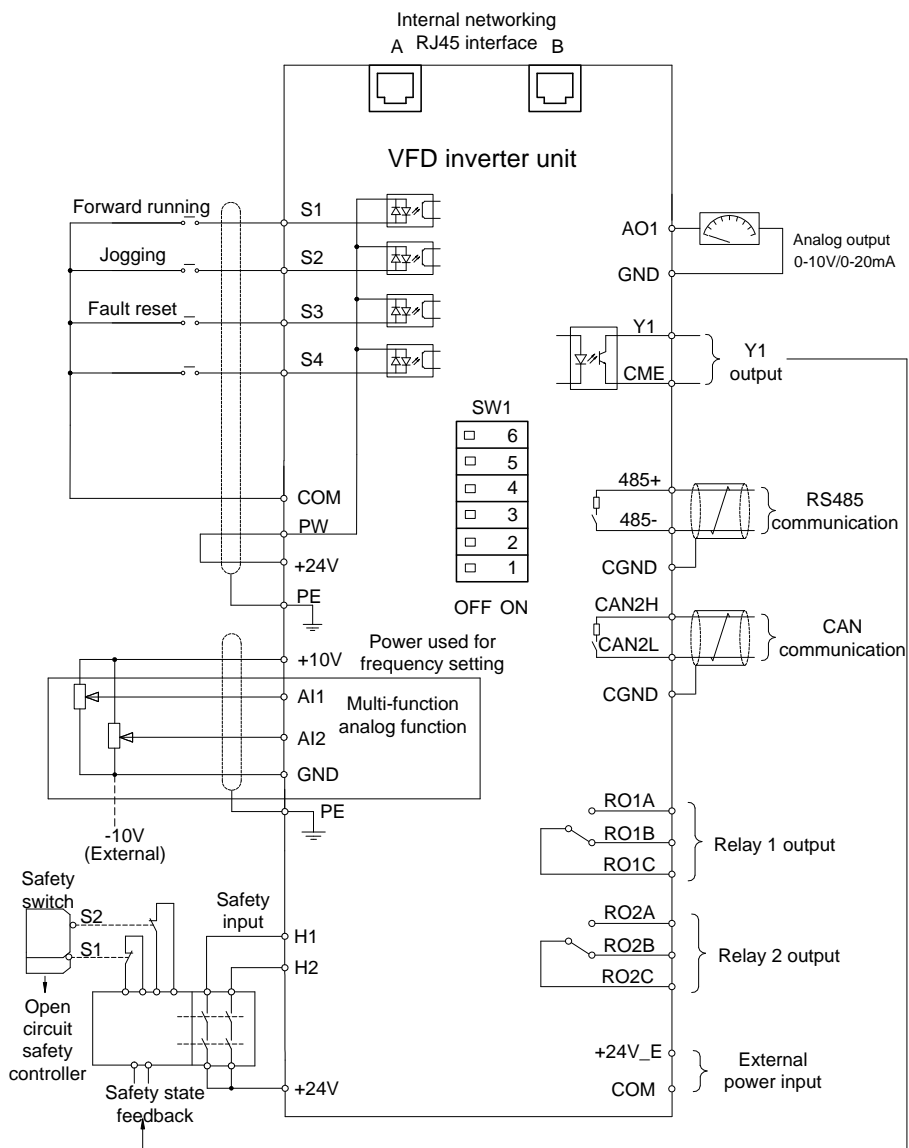 Internal networking
RJ45 interface
A
B
VFD inverter unit
Forward running
S1
Jogging
S2
Fault reset
S3
S4
COM
PW
+24V
PE
AO1
GND
Analog output
0-10V/0-20mA
Y1
CME
Y1
output
SW1
6
5
4
3
2
1
OFF ON
485+
485-
CGND
RS485
communication
CAN2H
CAN2L
CGND
CAN
communication
Power used for
frequency setting
+10V
AI1
Multi-function
analog function
AI2
GND
PE
-10V
(External)
RO1A
RO1B
RO1C
Relay 1 output
RO2A
RO2B
RO2C
Relay 2 output
Safety
switch
S2
S1
Safety
input
H1
H2
Open
circuit
safety
controller
+24V
Safety state
feedback
+24V_E
COM
External
power input